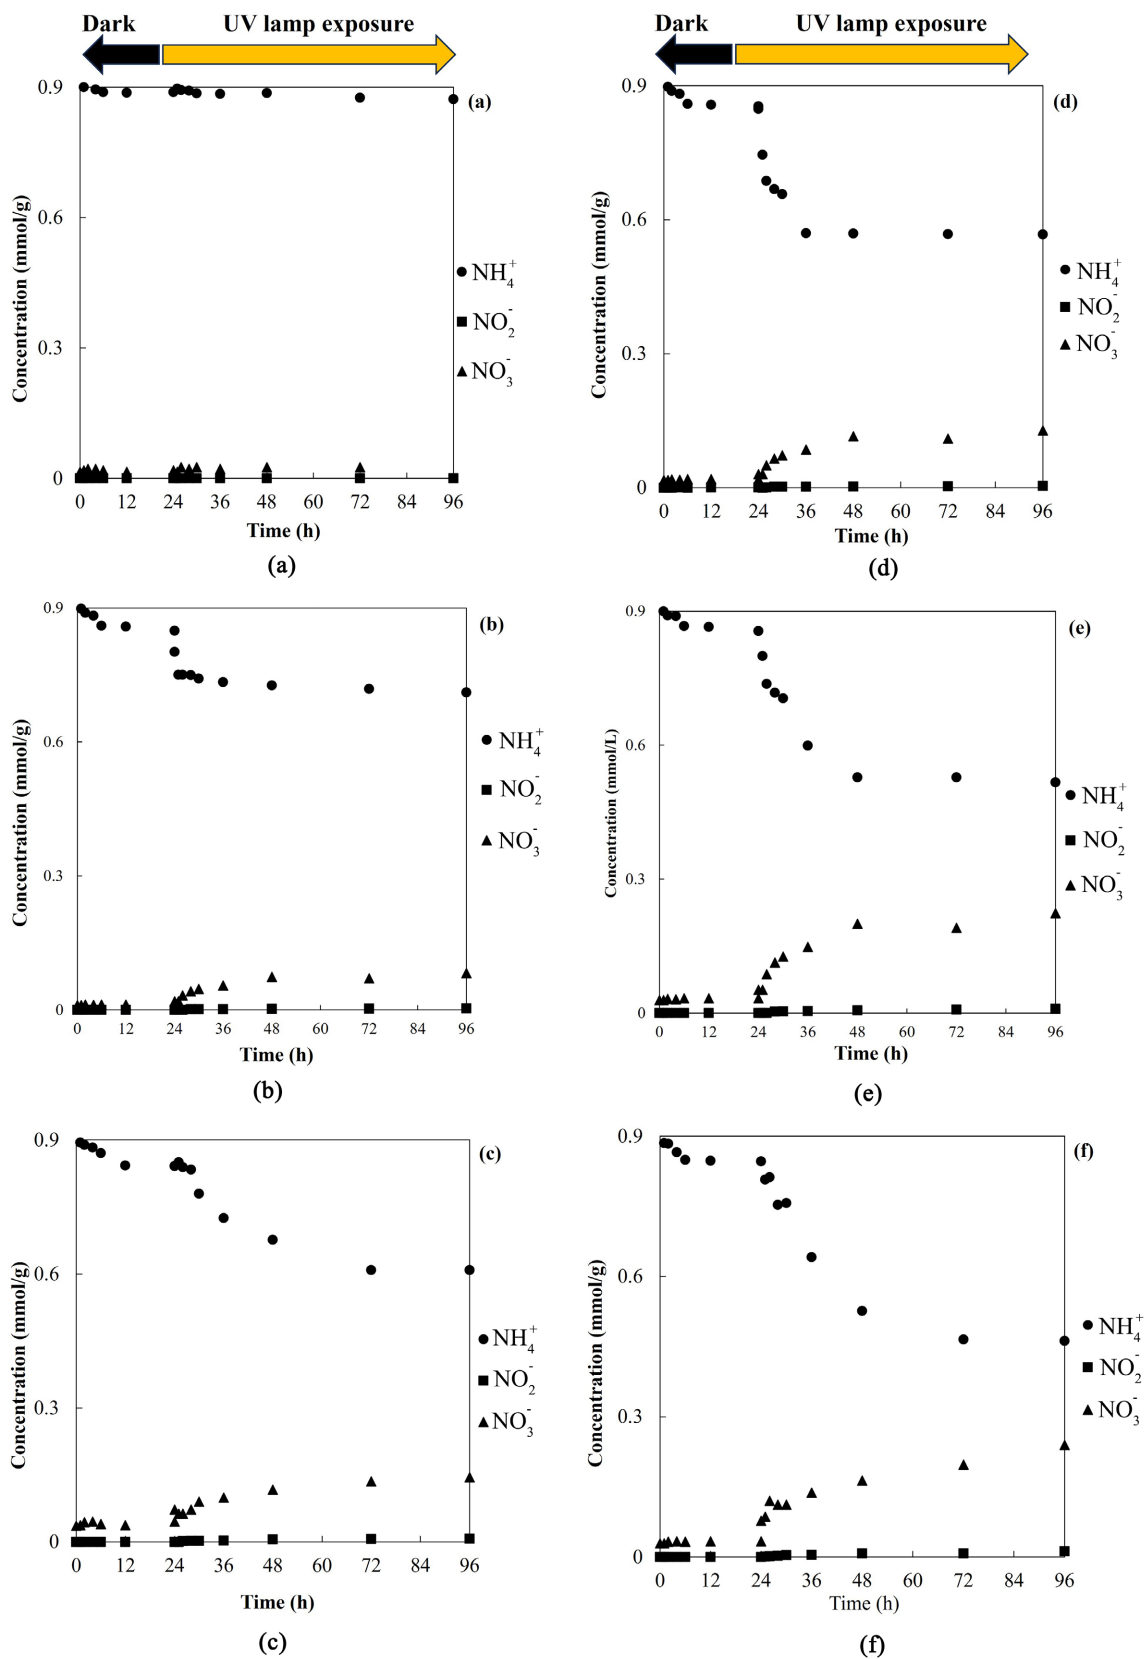 Dark UV lamp exposure
0.9
0.6
0.3
0
(a)
Concentration (mmol/g)
NH₄⁺
NO₂⁻
NO₃⁻
0 12 24 36 48 60 72 84 96
Time (h)
(a)
Dark UV lamp exposure
0.9
0.6
0.3
0
(d)
Concentration (mmol/g)
NH₄⁺
NO₂⁻
NO₃⁻
0 12 24 36 48 60 72 84 96
Time (h)
(d)
0.9
0.6
0.3
0
(b)
Concentration (mmol/g)
NH₄⁺
NO₂⁻
NO₃⁻
0 12 24 36 48 60 72 84 96
Time (h)
(b)
0.9
0.6
0.3
0
(e)
Concentration (mmol/L)
NH₄⁺
NO₂⁻
NO₃⁻
0 12 24 36 48 60 72 84 96
Time (h)
(e)
0.9
0.6
0.3
0
(c)
Concentration (mmol/g)
NH₄⁺
NO₂⁻
NO₃⁻
0 12 24 36 48 60 72 84 96
Time (h)
(c)
0.9
0.6
0.3
0
(f)
Concentration (mmol/g)
NH₄⁺
NO₂⁻
NO₃⁻
0 12 24 36 48 60 72 84 96
Time (h)
(f)